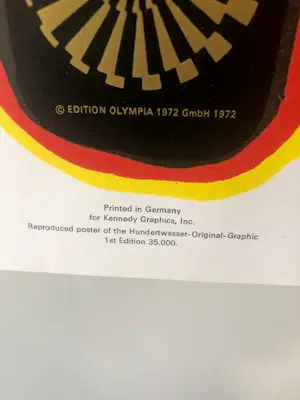 © EDITION OLYMPIA 1972 GmbH 1972
Printed in Germany
for Kennedy Graphics, Inc.
Reproduced poster of the Hundertwasser-Original-Graphic
1st Edition 35.000.